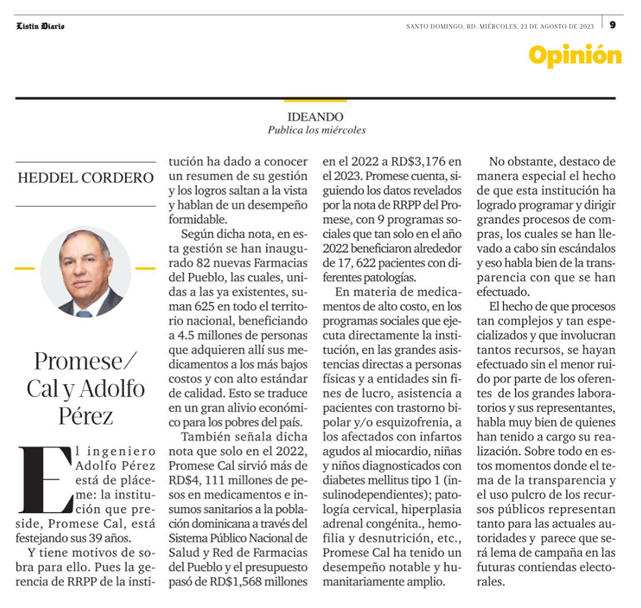 Listín Diario
SANTO DOMINGO, RD. MIÉRCOLES, 23 DE AGOSTO DE 2023
9
Opinión
IDEANDO
Publica los miércoles
HEDDEL CORDERO
Promese/
Cal y Adolfo
Pérez
El ingeniero
Adolfo Pérez
está de pláce-
me: la institu-
ción que pre-
side, Promese Cal, está
festejando sus 39 años.
Y tiene motivos de so-
bra para ello. Pues la ge-
rencia de RRPP de la insti-
tución ha dado a conocer
un resumen de su gestión
y los logros saltan a la vista
y hablan de un desempeño
formidable.
Según dicha nota, en es-
ta gestión se han inaugu-
rado 82 nuevas Farmacias
del Pueblo, las cuales, uni-
das a las ya existentes, su-
man 625 en todo el territo-
rio nacional, beneficiando
a 4.5 millones de personas
que adquieren allí sus me-
dicamentos a los más bajos
costos y con alto estándar
de calidad. Esto se traduce
en un gran alivio económi-
co para los pobres del país.
También señala dicha
nota que solo en el 2022,
Promese Cal sirvió más de
RD$4, 111 millones de pe-
sos en medicamentos e in-
sumos sanitarios a la pobla-
ción dominicana a través del
Sistema Público Nacional de
Salud y Red de Farmacias
del Pueblo y el presupuesto
pasó de RD$1,568 millones
en el 2022 a RD$3,176 en
el 2023. Promese cuenta, si-
guiendo los datos revelados
por la nota de RRPP del Pro-
mese, con 9 programas so-
ciales que tan solo en el año
2022 beneficiaron alrededor
de 17, 622 pacientes con di-
ferentes patologías.
En materia de medica-
mentos de alto costo, en los
programas sociales que eje-
cuta directamente la institu-
ción, en las grandes asis-
tencias directas a personas
físicas y a entidades sin fi-
nes de lucro, asistencia a
pacientes con trastorno bi-
polar y/o esquizofrenia, a
los afectados con infartos
agudos al miocardio, niñas
y niños diagnosticados con
diabetes mellitus tipo 1 (in-
sulinodependientes); pato-
logía cervical, hiperplasia
adrenal congénita., hemo-
filia y desnutrición, etc.,
Promese Cal ha tenido un
desempeño notable y hu-
manitariamente amplio.
No obstante, destaco de
manera especial el hecho
de que esta institución ha
logrado programar y dirigir
grandes procesos de com-
pras, los cuales se han lle-
vado a cabo sin escándalos
y eso habla bien de la trans-
parencia con que se han
efectuado.
El hecho de que procesos
tan complejos y tan espe-
cializados y que involucran
tantos recursos, se hayan
efectuado sin el menor rui-
do por parte de los oferen-
tes de los grandes labora-
torios y sus representantes,
habla muy bien de quienes
han tenido a cargo su rea-
lización. Sobre todo en es-
tos momentos donde el te-
ma de la transparencia y
el uso pulcro de los recur-
sos públicos representan
tanto para las actuales au-
toridades y parece que se-
rá lema de campaña en las
futuras contiendas electo-
rales.